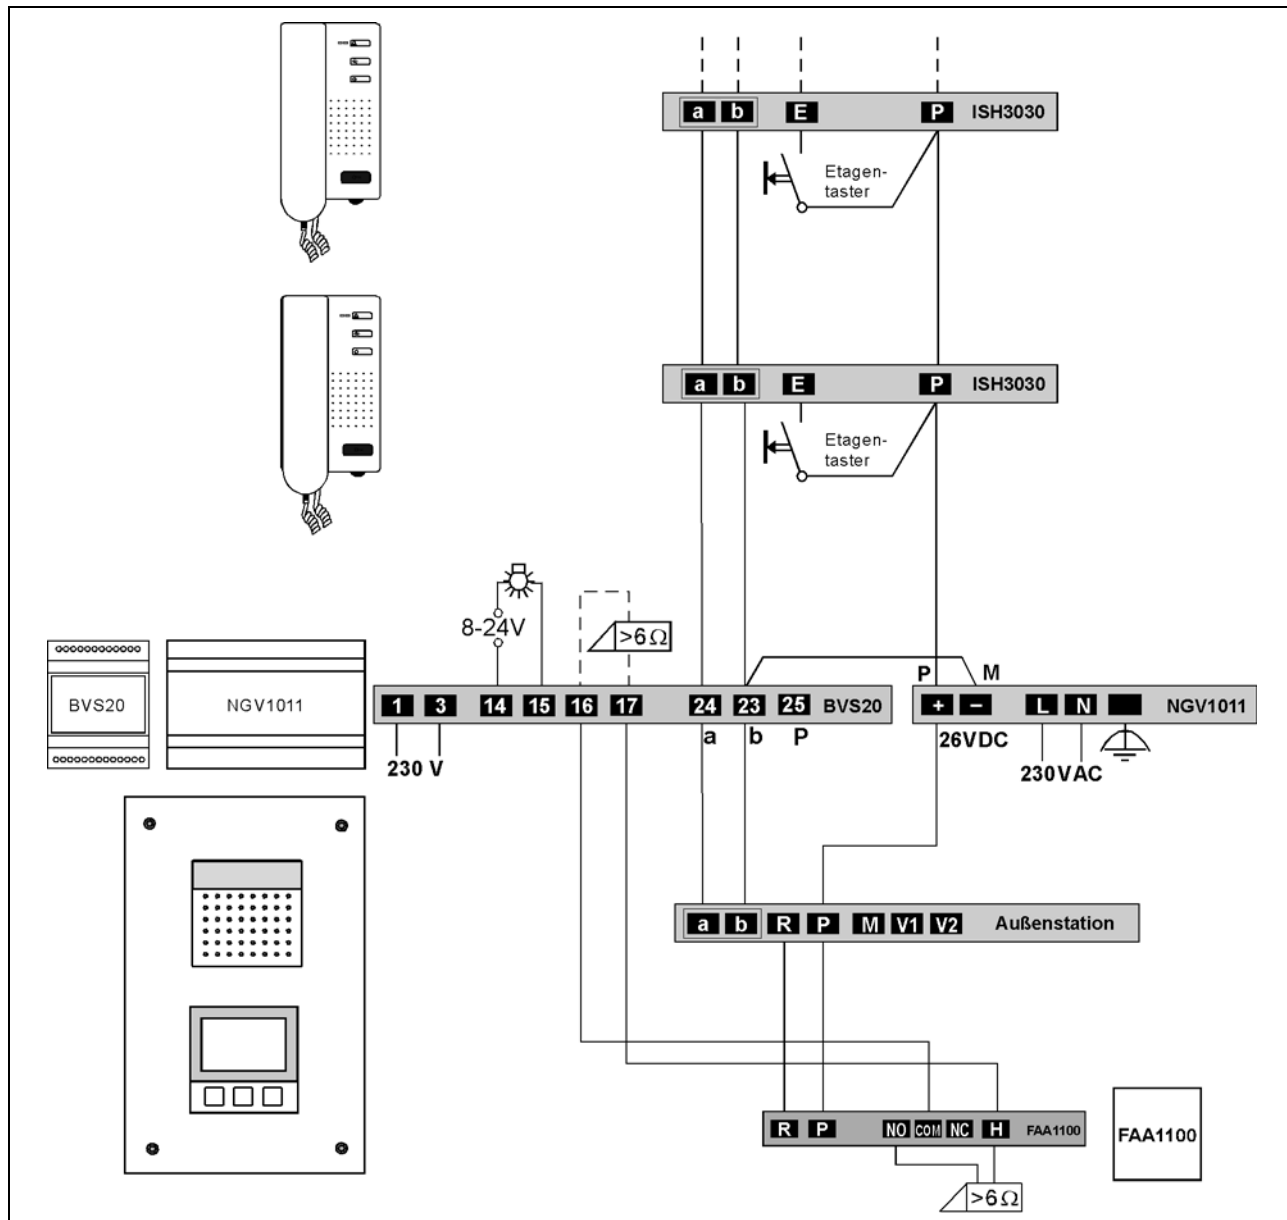 a b E P ISH3030
Etagen-
taster
a b E P ISH3030
Etagen-
taster
8-24V
>6Ω
P M
BVS20
NGV1011
1 3 14 15 16 17 24 23 25 BVS20
+ − L N NGV1011
a b P
26VDC
230 V
230VAC
a b R P M V1 V2 Außenstation
R P NO COM NC H FAA1100
FAA1100
>6Ω